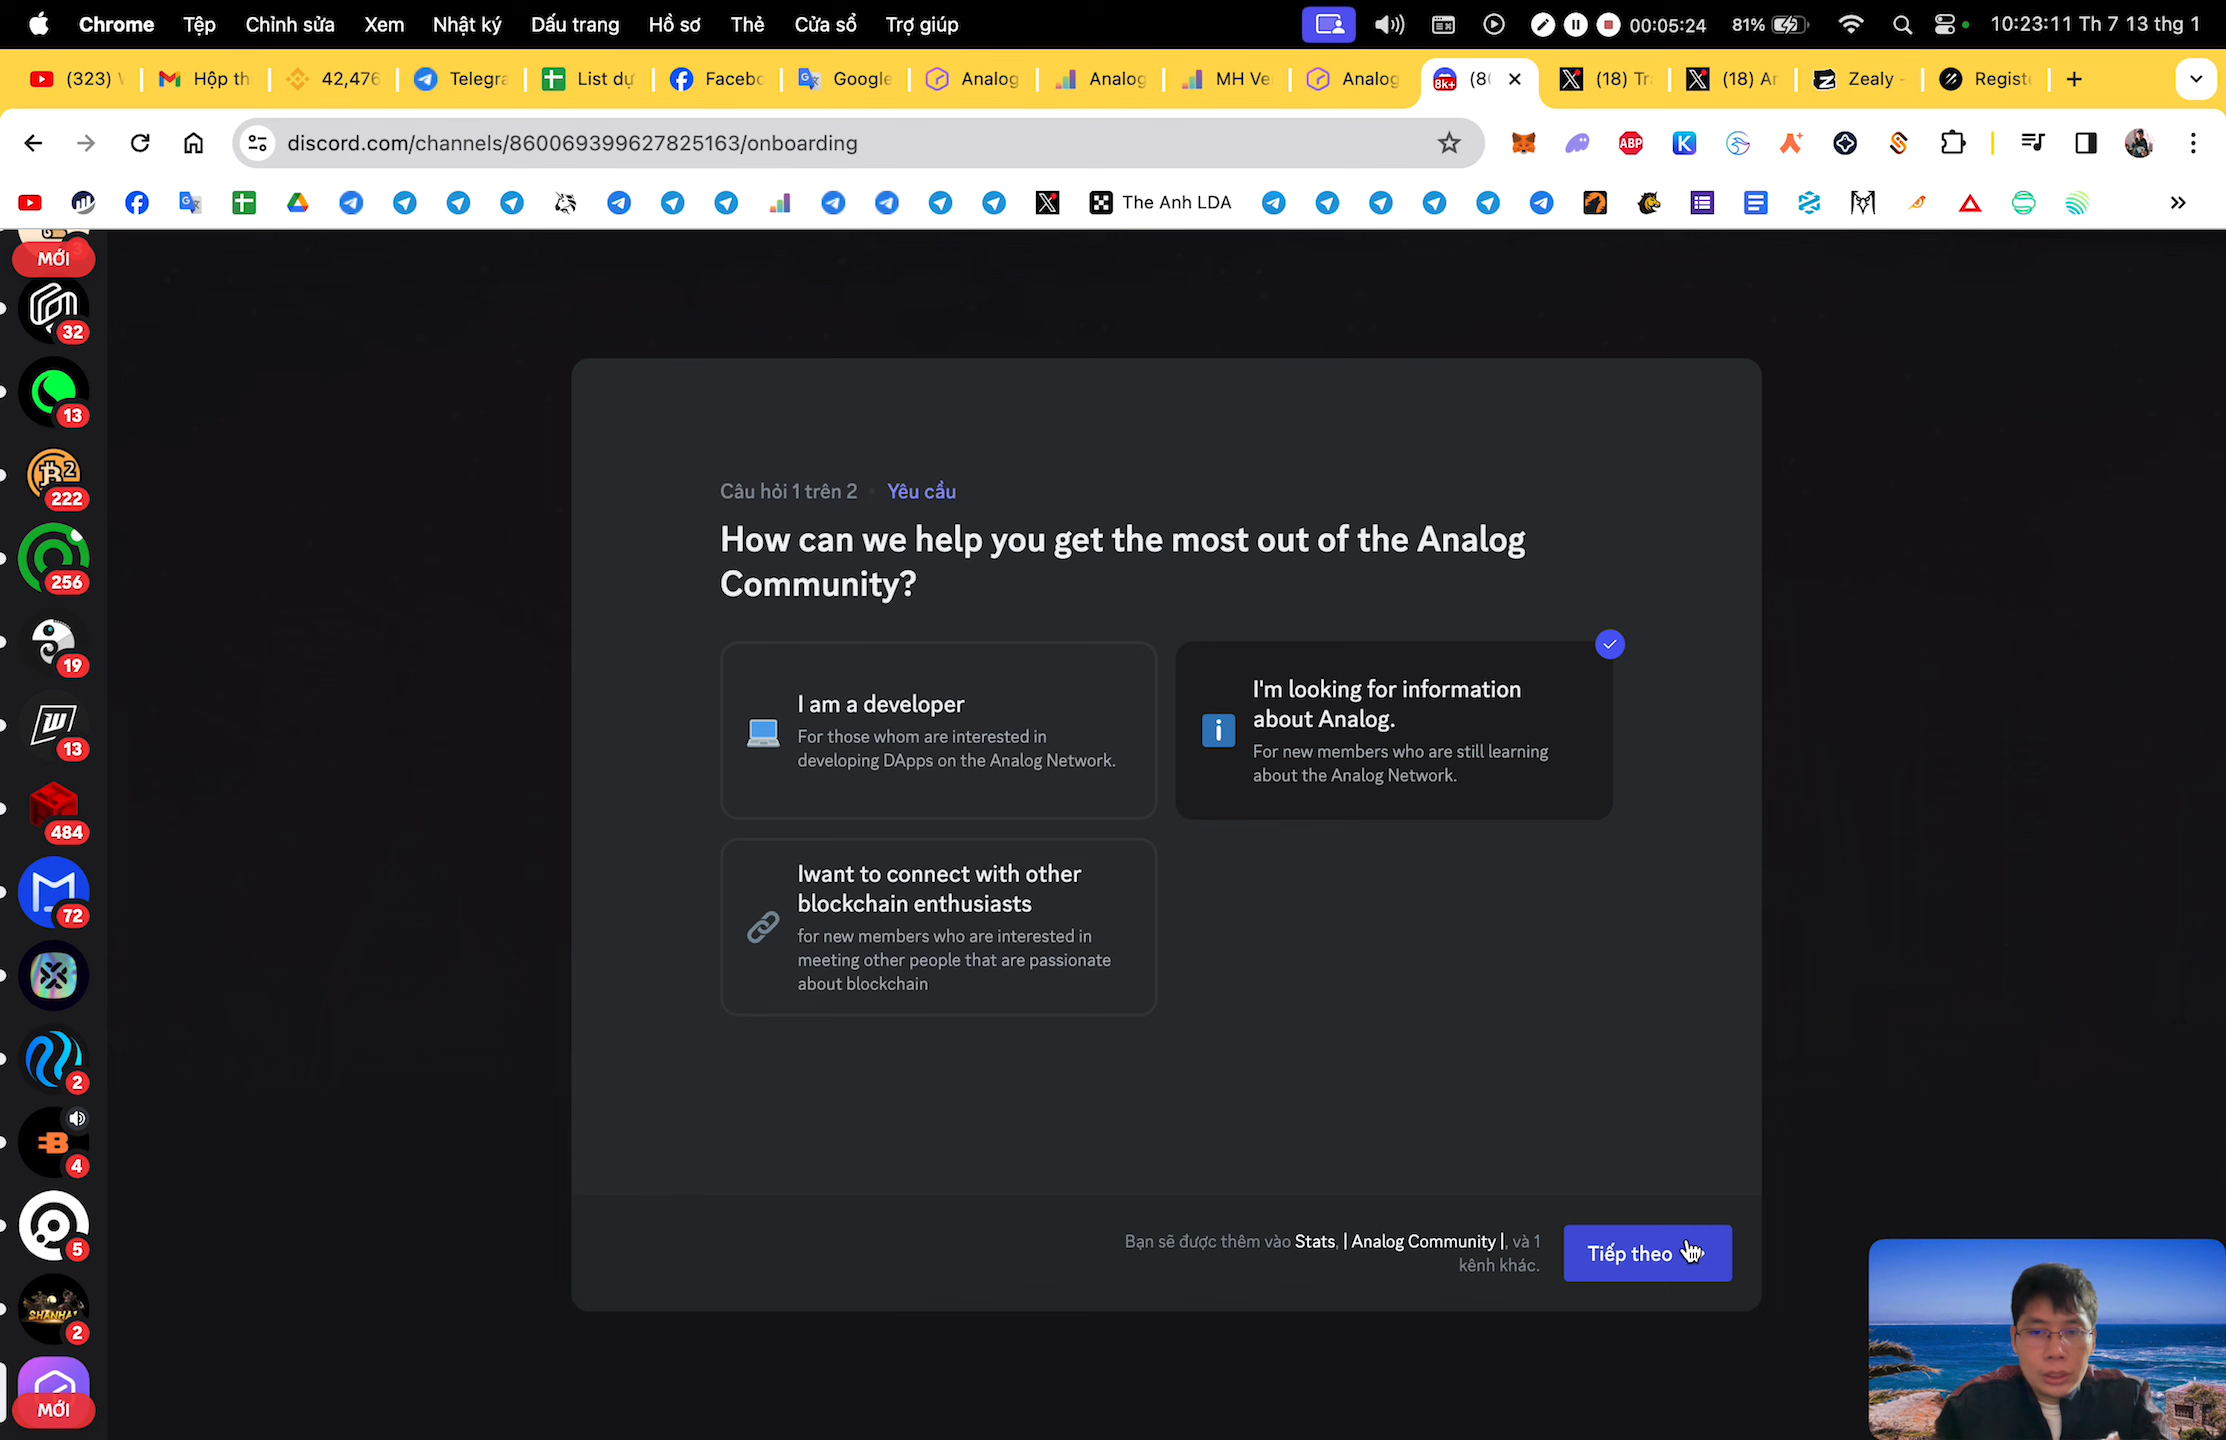 Chrome Tệp Chỉnh sửa Xem Nhật ký Dấu trang Hồ sơ Thẻ Cửa sổ Trợ giúp 00:05:24 81% 10:23:11 Th 7 13 thg 1
(323) Hộp th 42,476 Telegra List dự Facebo Google Analog Analog MH Ve Analog 8k+ (8 (18) Tr (18) Ar Zealy - Registe
discord.com/channels/860069399627825163/onboarding ABP K
The Anh LDA
MỚI
32
13
2
222
256
19
13
484
72
2
4
5
SHANHAI
2
MỚI
Câu hỏi 1 trên 2 Yêu cầu
How can we help you get the most out of the Analog
Community?
I am a developer
For those whom are interested in
developing DApps on the Analog Network.
I'm looking for information
about Analog.
For new members who are still learning
about the Analog Network.
Iwant to connect with other
blockchain enthusiasts
for new members who are interested in
meeting other people that are passionate
about blockchain
Bạn sẽ được thêm vào Stats, | Analog Community |, và 1
kênh khác.
Tiếp theo